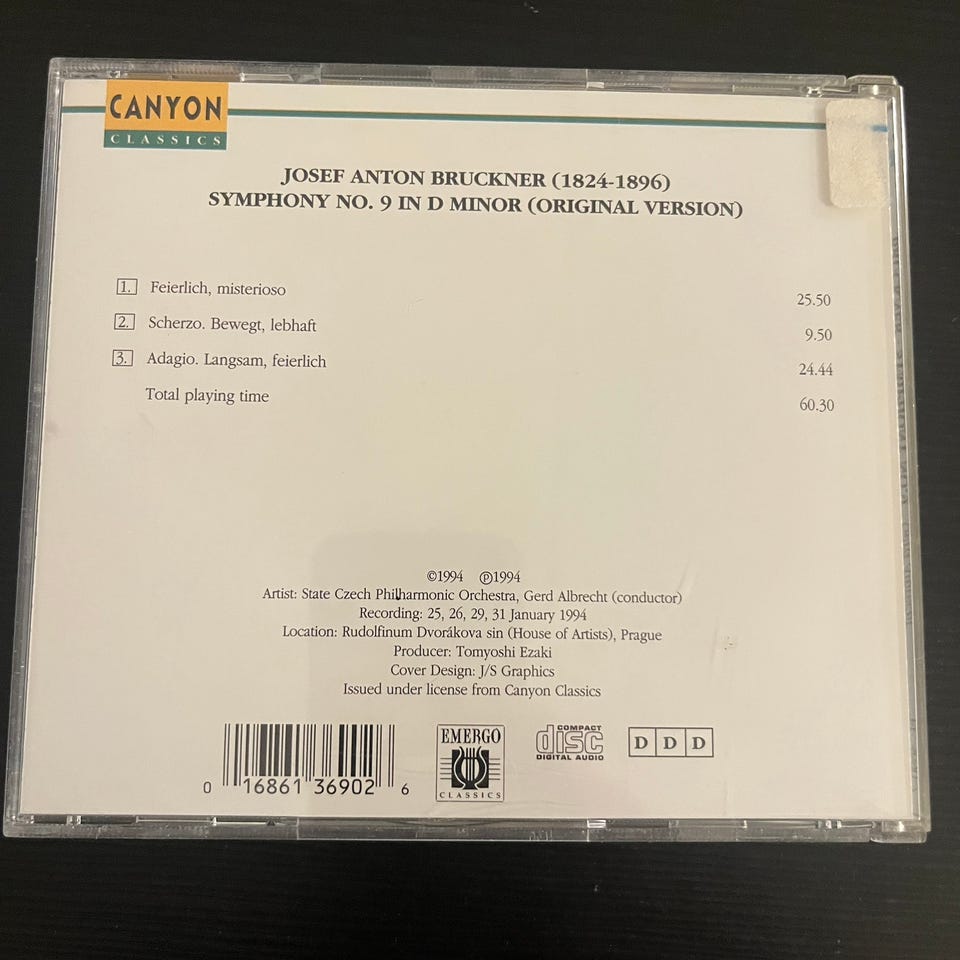 CANYON
CLASSICS
JOSEF ANTON BRUCKNER (1824-1896)
SYMPHONY NO. 9 IN D MINOR (ORIGINAL VERSION)
1. Feierlich, misterioso 25.50
2. Scherzo. Bewegt, lebhaft 9.50
3. Adagio. Langsam, feierlich 24.44
Total playing time 60.30
©1994 ℗1994
Artist: State Czech Philharmonic Orchestra, Gerd Albrecht (conductor)
Recording: 25, 26, 29, 31 January 1994
Location: Rudolfinum Dvorákova sin (House of Artists), Prague
Producer: Tomyoshi Ezaki
Cover Design: J/S Graphics
Issued under license from Canyon Classics
0 16861 36902 6
EMERGO
CLASSICS
COMPACT
disc
DIGITAL AUDIO
D D D